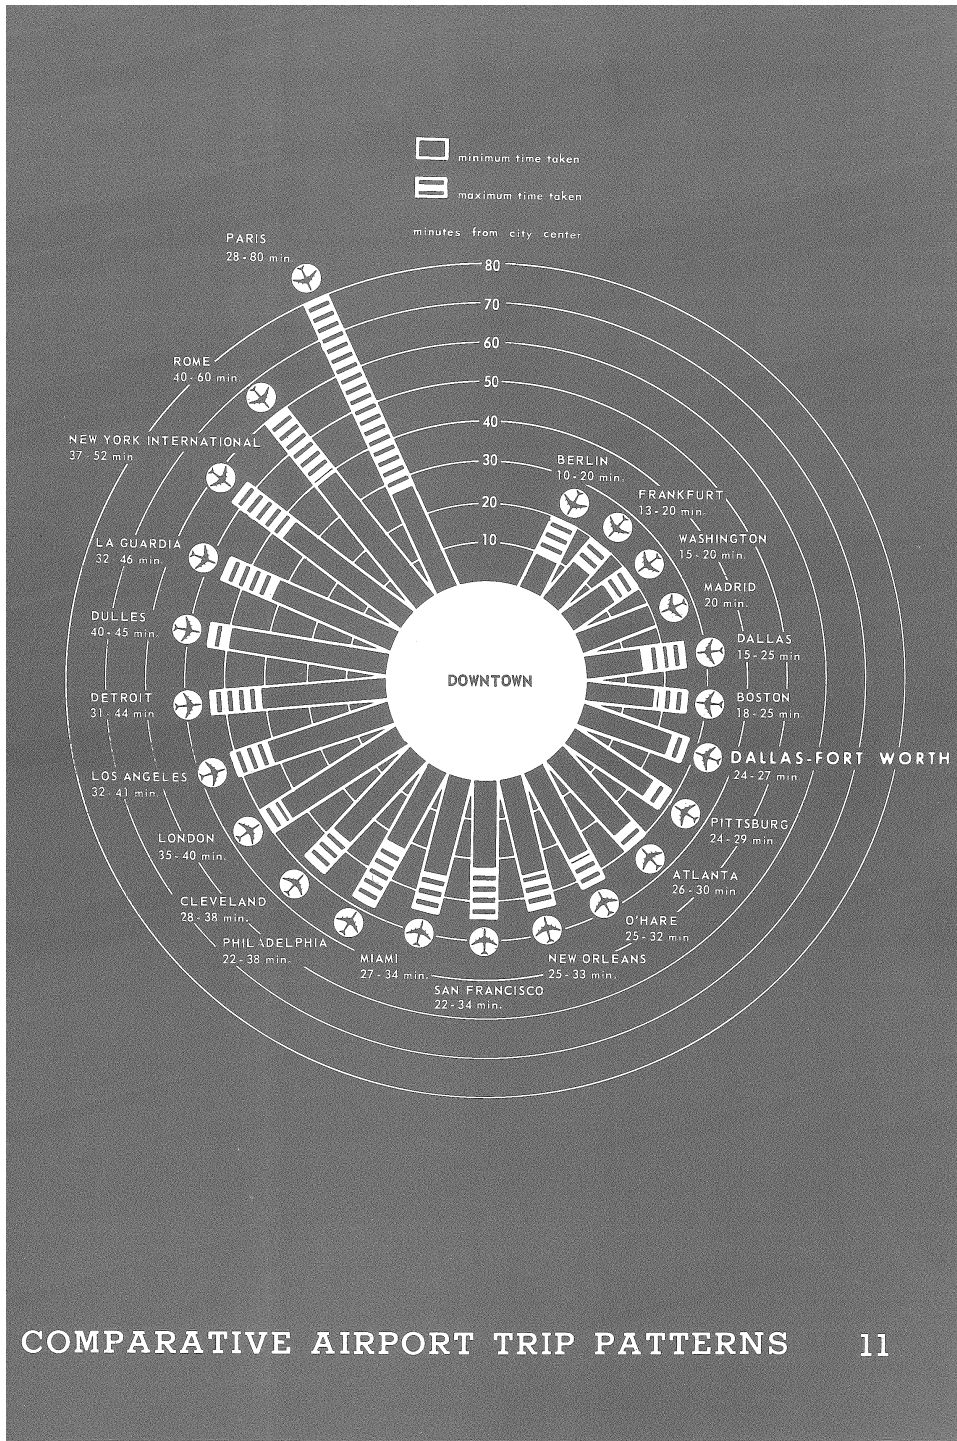 minimum time taken
maximum time taken
minutes from city center
80
70
60
50
40
30
20
10
PARIS
28-80 min.
ROME
40-60 min
NEW YORK INTERNATIONAL
37-52 min
LA GUARDIA
32-46 min.
DULLES
40-45 min.
DETROIT
31-44 min
LOS ANGELES
32-41 min.
LONDON
35-40 min.
CLEVELAND
28-38 min.
PHILADELPHIA
22-38 min.
MIAMI
27-34 min.
SAN FRANCISCO
22-34 min.
NEW ORLEANS
25-33 min.
O'HARE
25-32 min
ATLANTA
26-30 min
PITTSBURG
24-29 min
DALLAS-FORT WORTH
24-27 min
BOSTON
18-25 min.
DALLAS
15-25 min
MADRID
20 min.
WASHINGTON
15-20 min.
FRANKFURT
13-20 min.
BERLIN
10-20 min.
DOWNTOWN
COMPARATIVE AIRPORT TRIP PATTERNS 11